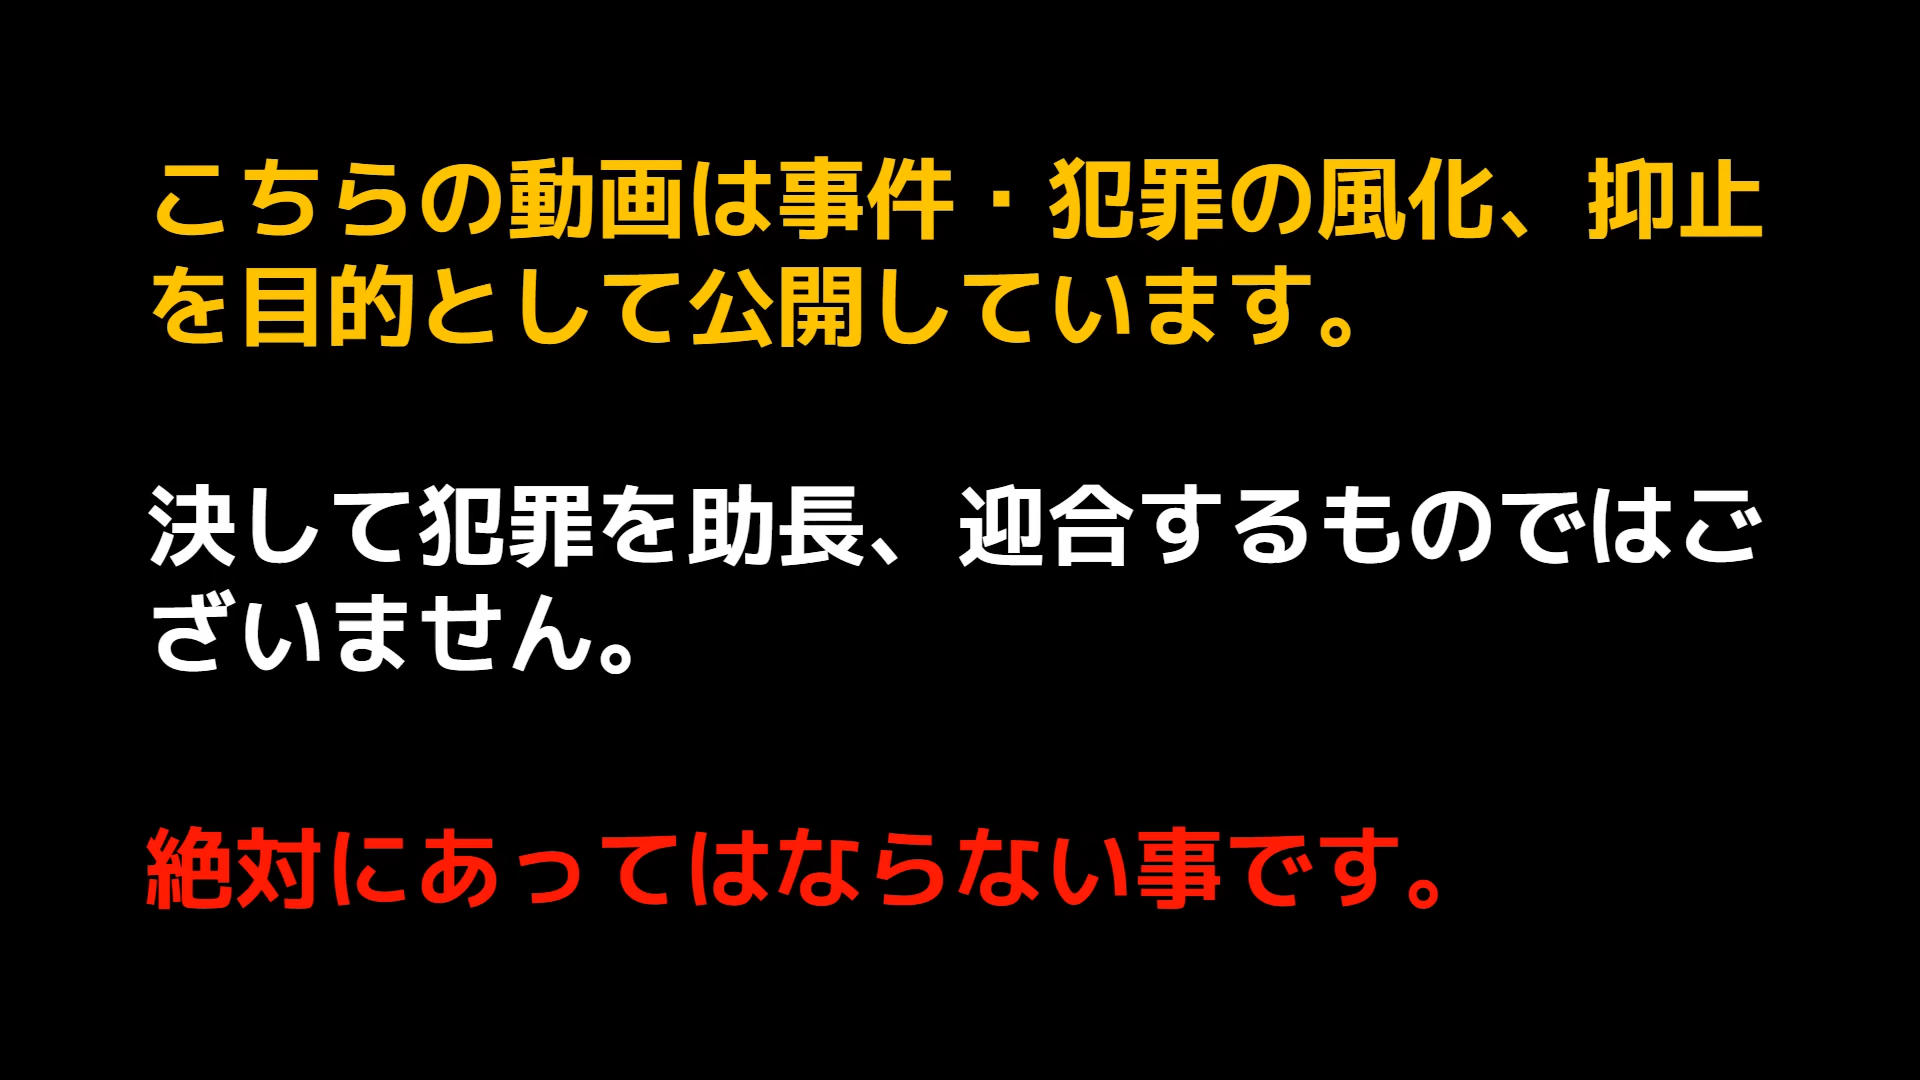 こちらの動画は事件・犯罪の風化、抑止
を目的として公開しています。
決して犯罪を助長、迎合するものではご
ざいません。
絶対にあってはならない事です。